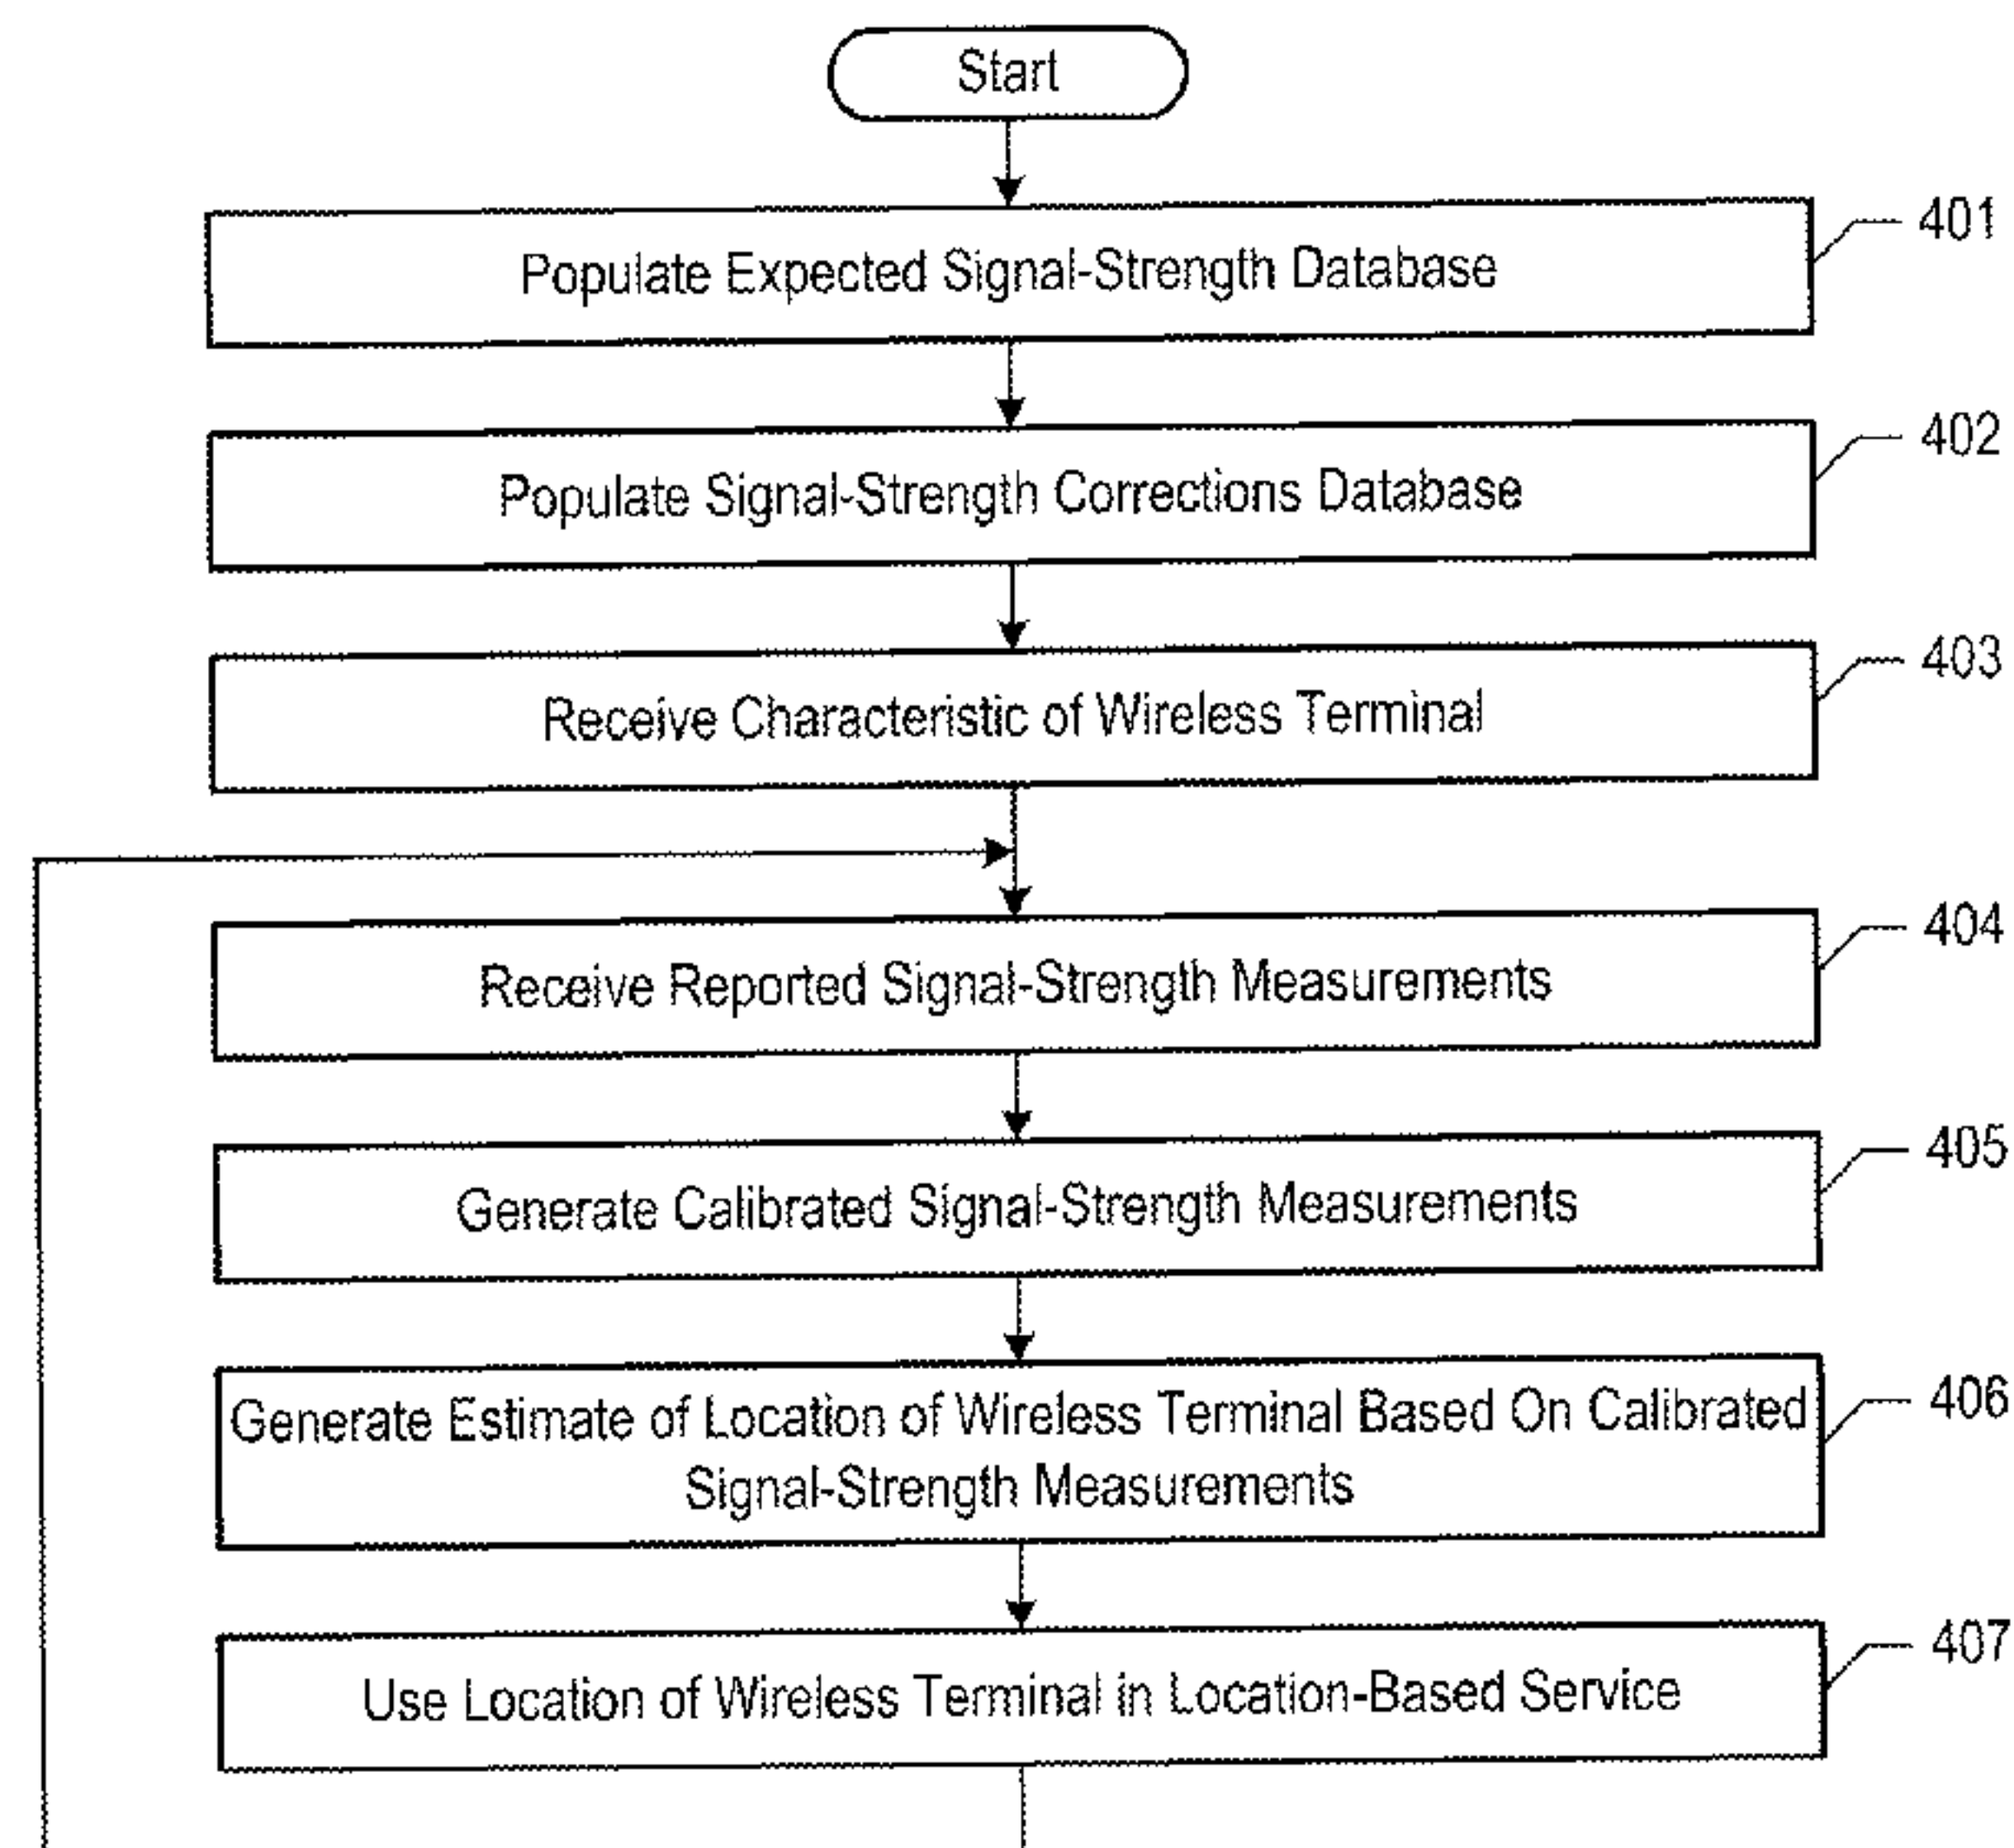 Start
Populate Expected Signal-Strength Database
401
Populate Signal-Strength Corrections Database
402
Receive Characteristic of Wireless Terminal
403
Receive Reported Signal-Strength Measurements
404
Generate Calibrated Signal-Strength Measurements
405
Generate Estimate of Location of Wireless Terminal Based On Calibrated
Signal-Strength Measurements
406
Use Location of Wireless Terminal in Location-Based Service
407